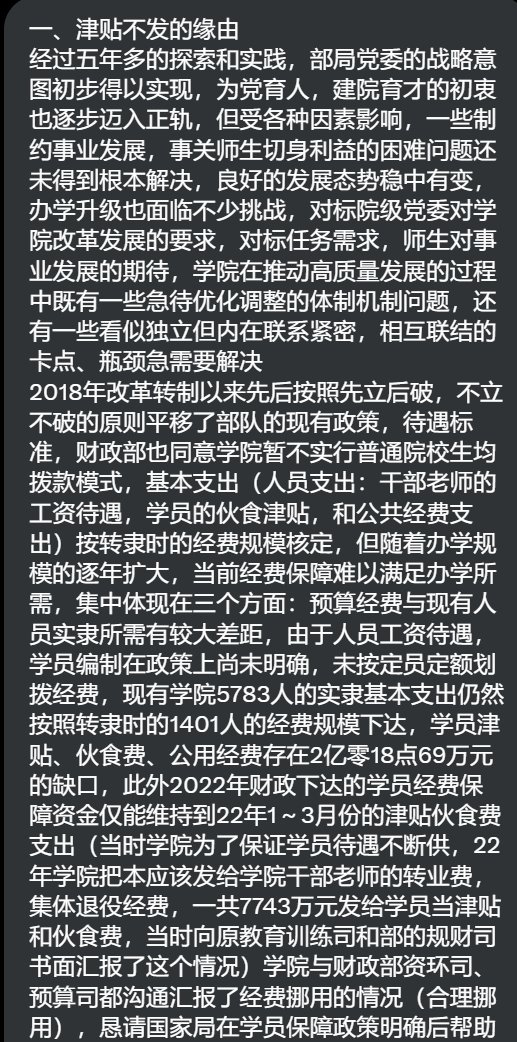 一、津贴不发的缘由
经过五年多的探索和实践，部局党委的战略意
图初步得以实现，为党育人，建院育才的初衷
也逐步迈入正轨，但受各种因素影响，一些制
约事业发展，事关师生切身利益的困难问题还
未得到根本解决，良好的发展态势稳中有变，
办学升级也面临不少挑战，对标院级党委对学
院改革发展的要求，对标任务需求，师生对事
业发展的期待，学院在推动高质量发展的过程
中既有一些急待优化调整的体制机制问题，还
有一些看似独立但内在联系紧密，相互联结的
卡点、瓶颈急需要解决
2018年改革转制以来先后按照先立后破，不立
不破的原则平移了部队的现有政策，待遇标
准，财政部也同意学院暂不实行普通院校生均
拨款模式，基本支出（人员支出：干部老师的
工资待遇，学员的伙食津贴，和公共经费支
出）按转隶时的经费规模核定，但随着办学规
模的逐年扩大，当前经费保障难以满足办学所
需，集中体现在三个方面：预算经费与现有人
员实隶所需有较大差距，由于人员工资待遇，
学员编制在政策上尚未明确，未按定员定额划
拨经费，现有学院5783人的实隶基本支出仍然
按照转隶时的1401人的经费规模下达，学员津
贴、伙食费、公用经费存在2亿零18点69万元
的缺口，此外2022年财政下达的学员经费保
障资金仅能维持到22年1～3月份的津贴伙食费
支出（当时学院为了保证学员待遇不断供，22
年学院把本应该发给学院干部老师的转业费，
集体退役经费，一共7743万元发给学员当津贴
和伙食费，当时向原教育训练司和部的规财司
书面汇报了这个情况）学院与财政部资环司、
预算司都沟通汇报了经费挪用的情况（合理挪
用），恳请国家局在学员保障政策明确后帮助